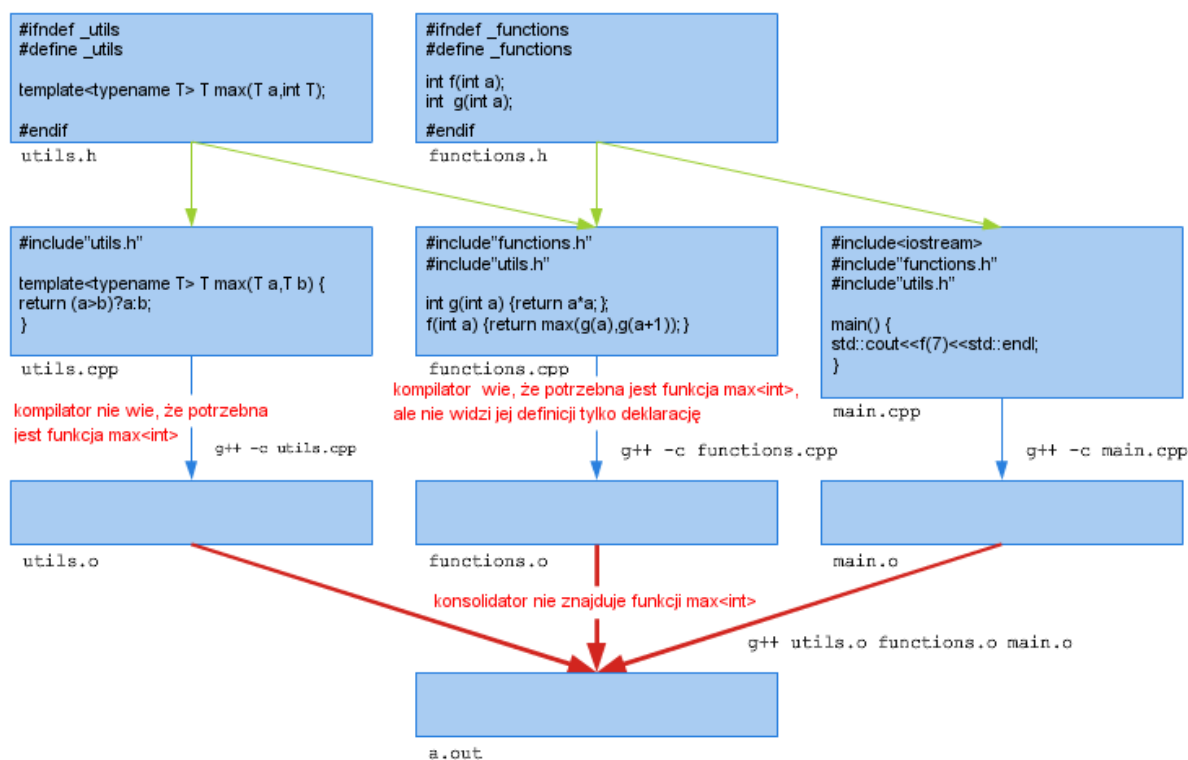 #ifndef _utils
#define _utils
template<typename T> T max(T a,int T);
#endif
utils.h
#ifndef _functions
#define _functions
int f(int a);
int g(int a);
#endif
functions.h
#include"utils.h”
template<typename T> T max(T a,T b) {
return (a>b)?a:b;
}
utils.cpp
#include”functions.h”
#include"utils.h”
int g(int a) {return a*a; };
f(int a) {return max(g(a),g(a+1)); }
functions.cpp
#include<iostream>
#include"functions.h”
#include"utils.h”
main() {
std::cout<<f(7)<<std::endl;
}
main.cpp
kompilator nie wie, że potrzebna
jest funkcja max<int>
g++ -c utils.cpp
kompilator wie, że potrzebna jest funkcja max<int>,
ale nie widzi jej definicji tylko deklarację
g++ -c functions.cpp
g++ -c main.cpp
utils.o
functions.o
main.o
konsolidator nie znajduje funkcji max<int>
g++ utils.o functions.o main.o
a.out